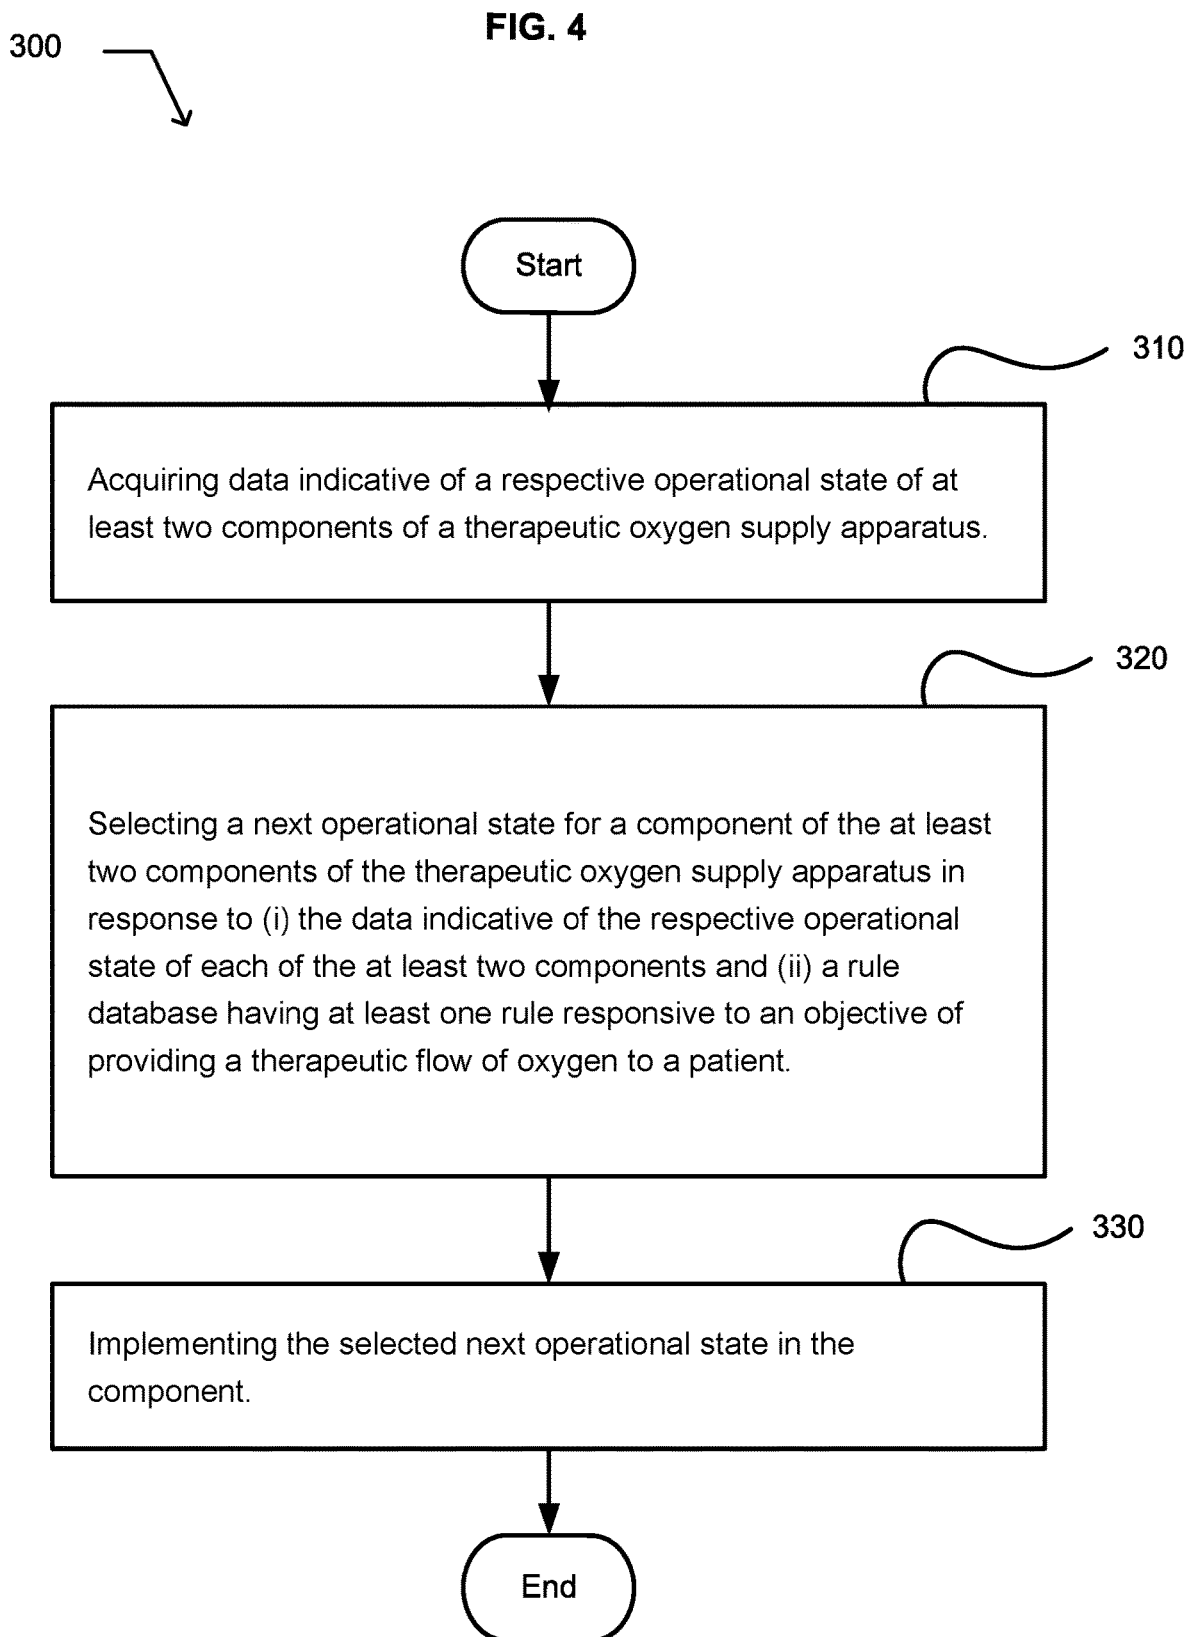 FIG. 4
300
Start
310
Acquiring data indicative of a respective operational state of at
least two components of a therapeutic oxygen supply apparatus.
320
Selecting a next operational state for a component of the at least
two components of the therapeutic oxygen supply apparatus in
response to (i) the data indicative of the respective operational
state of each of the at least two components and (ii) a rule
database having at least one rule responsive to an objective of
providing a therapeutic flow of oxygen to a patient.
330
Implementing the selected next operational state in the
component.
End